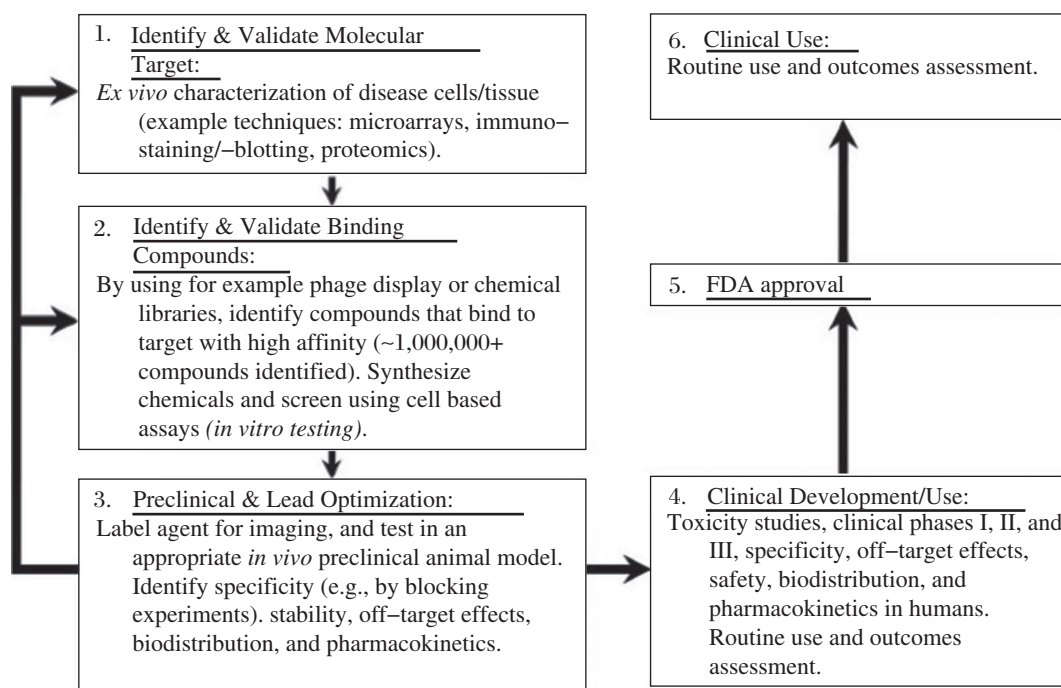 1. Identify & Validate Molecular
Target:
Ex vivo characterization of disease cells/tissue
(example techniques: microarrays, immuno−
staining/−blotting, proteomics).
2. Identify & Validate Binding
Compounds:
By using for example phage display or chemical
libraries, identify compounds that bind to
target with high affinity (~1,000,000+
compounds identified). Synthesize
chemicals and screen using cell based
assays (in vitro testing).
3. Preclinical & Lead Optimization:
Label agent for imaging, and test in an
appropriate in vivo preclinical animal model.
Identify specificity (e.g., by blocking
experiments). stability, off−target effects,
biodistribution, and pharmacokinetics.
4. Clinical Development/Use:
Toxicity studies, clinical phases I, II, and
III, specificity, off−target effects,
safety, biodistribution, and
pharmacokinetics in humans.
Routine use and outcomes
assessment.
5. FDA approval
6. Clinical Use:
Routine use and outcomes assessment.